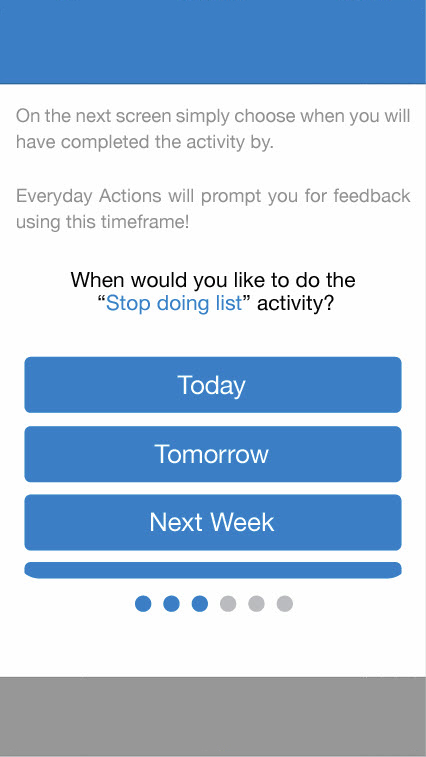 On the next screen simply choose when you will
have completed the activity by.
Everyday Actions will prompt you for feedback
using this timeframe!
When would you like to do the
“Stop doing list” activity?
Today
Tomorrow
Next Week